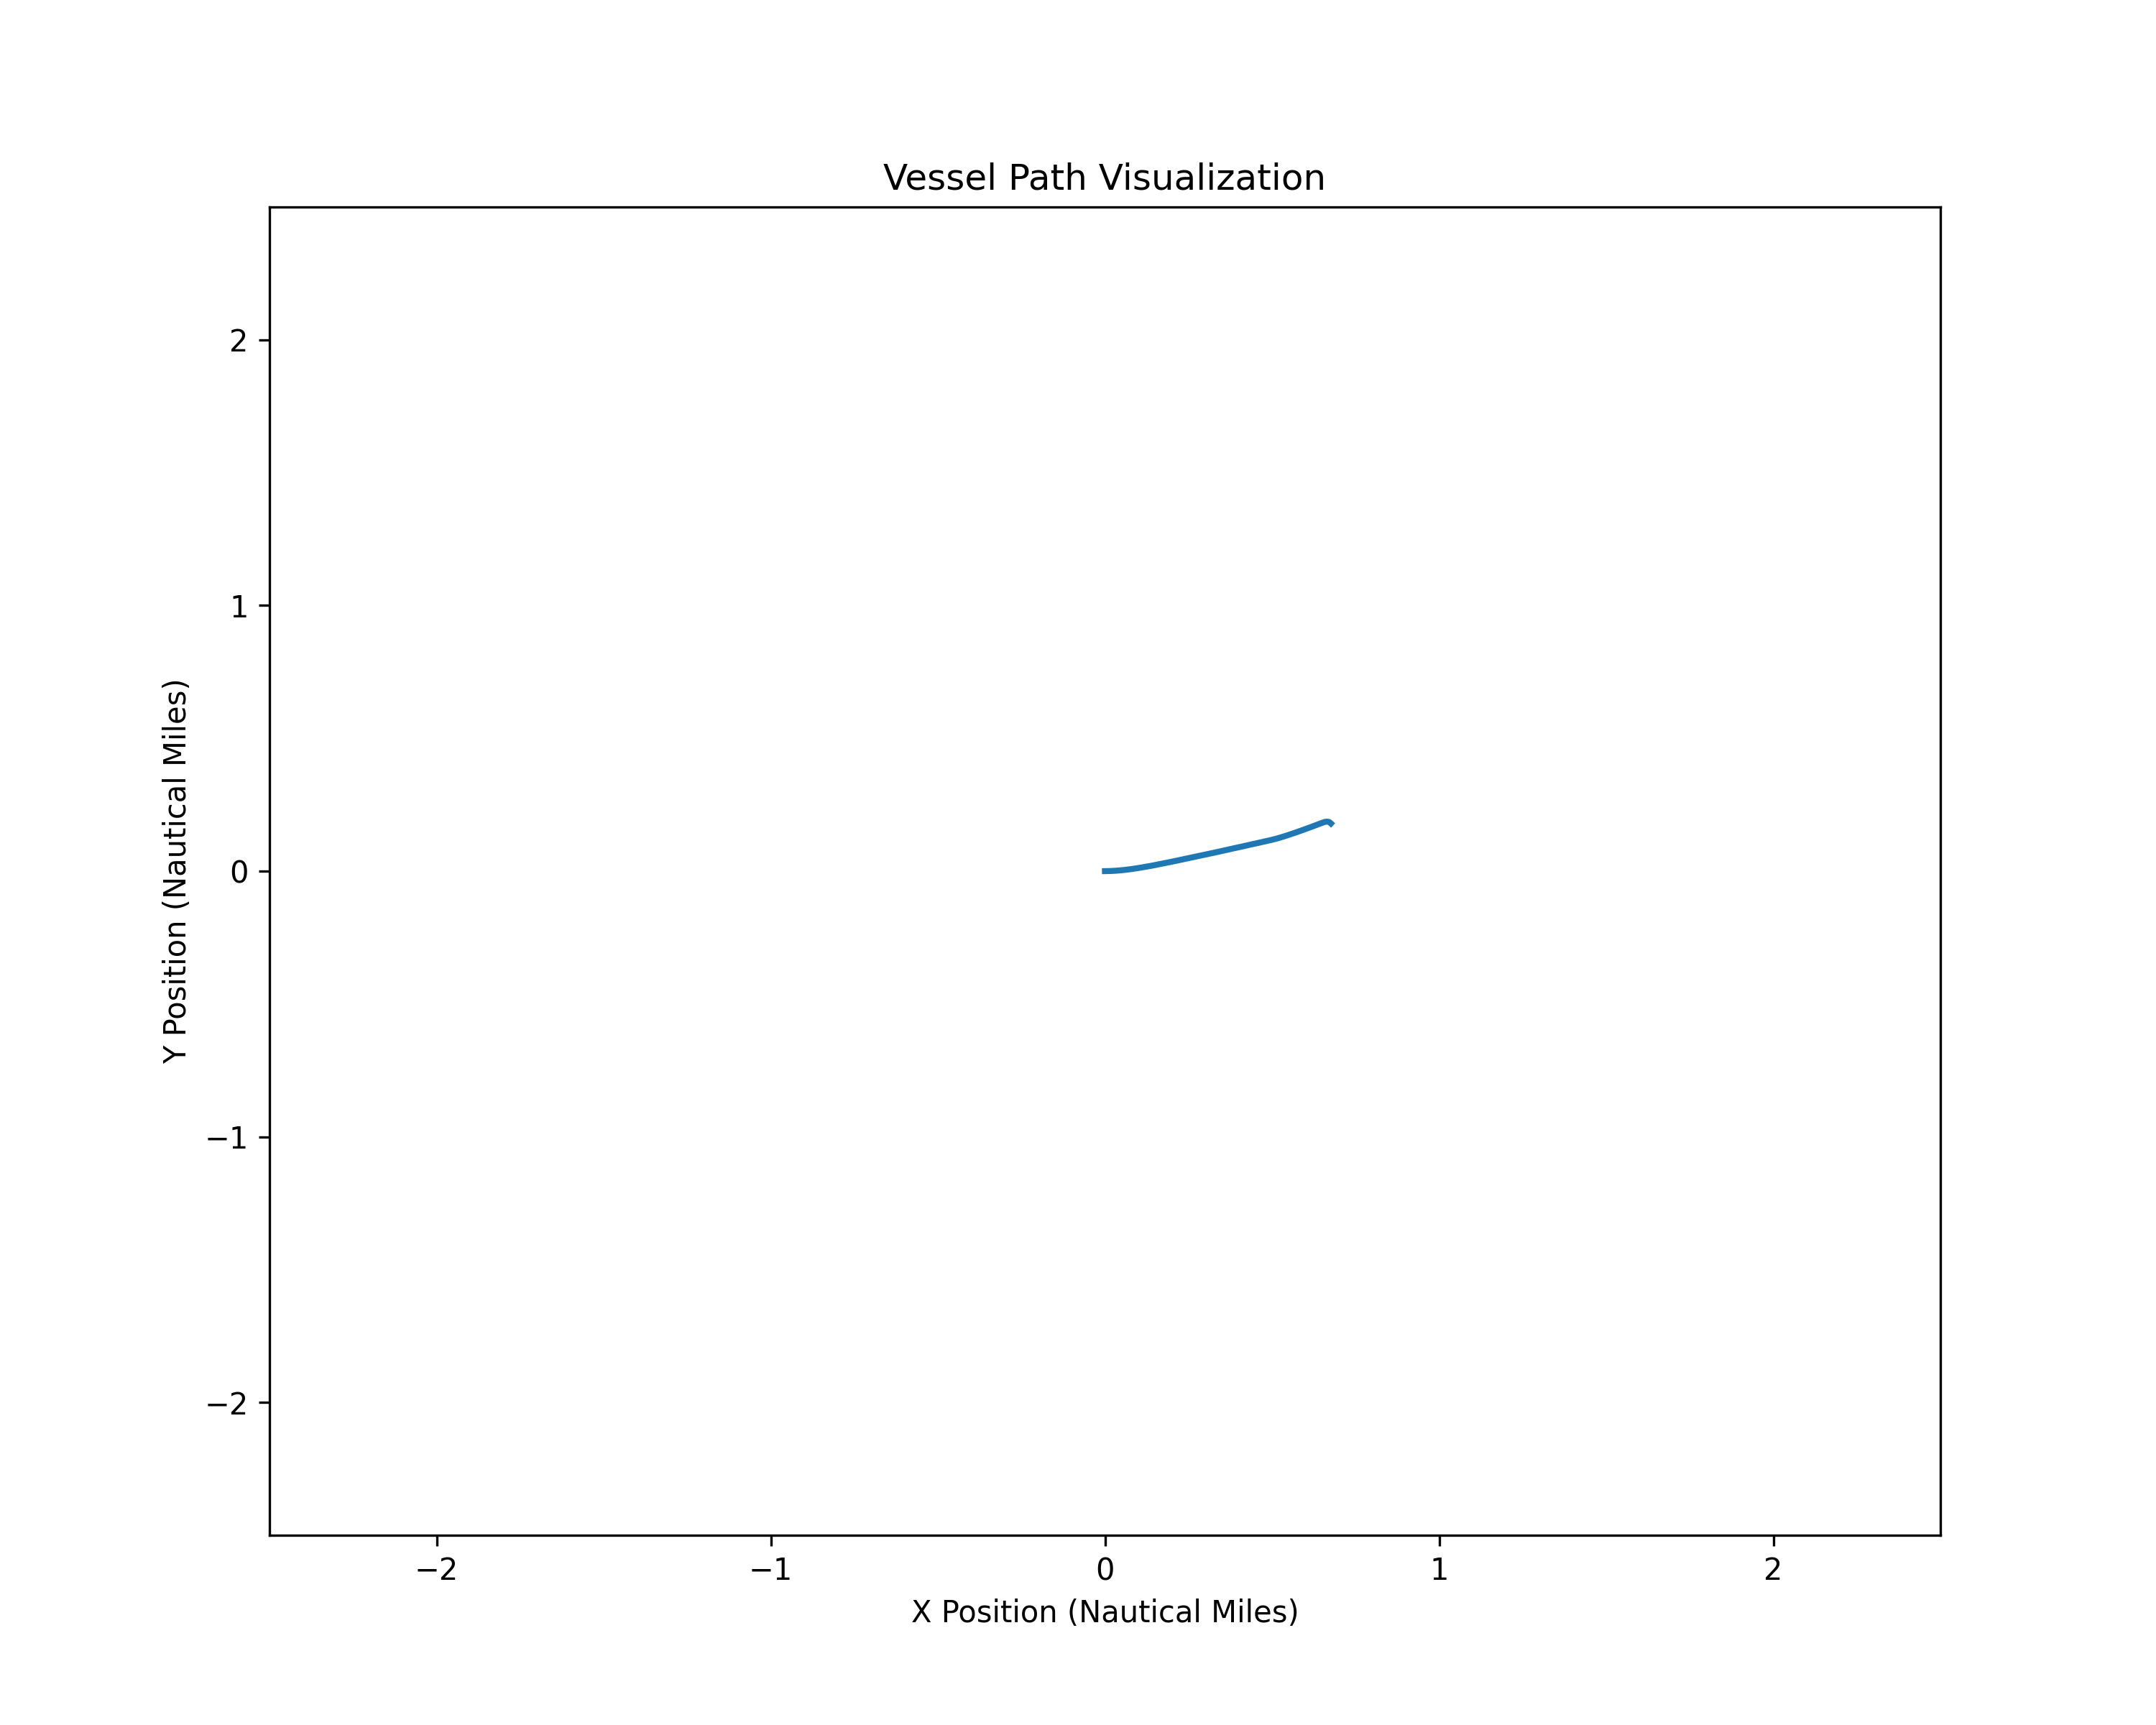 Vessel Path Visualization
Y Position (Nautical Miles)
2
1
0
−1
−2
−2 −1 0 1 2
X Position (Nautical Miles)